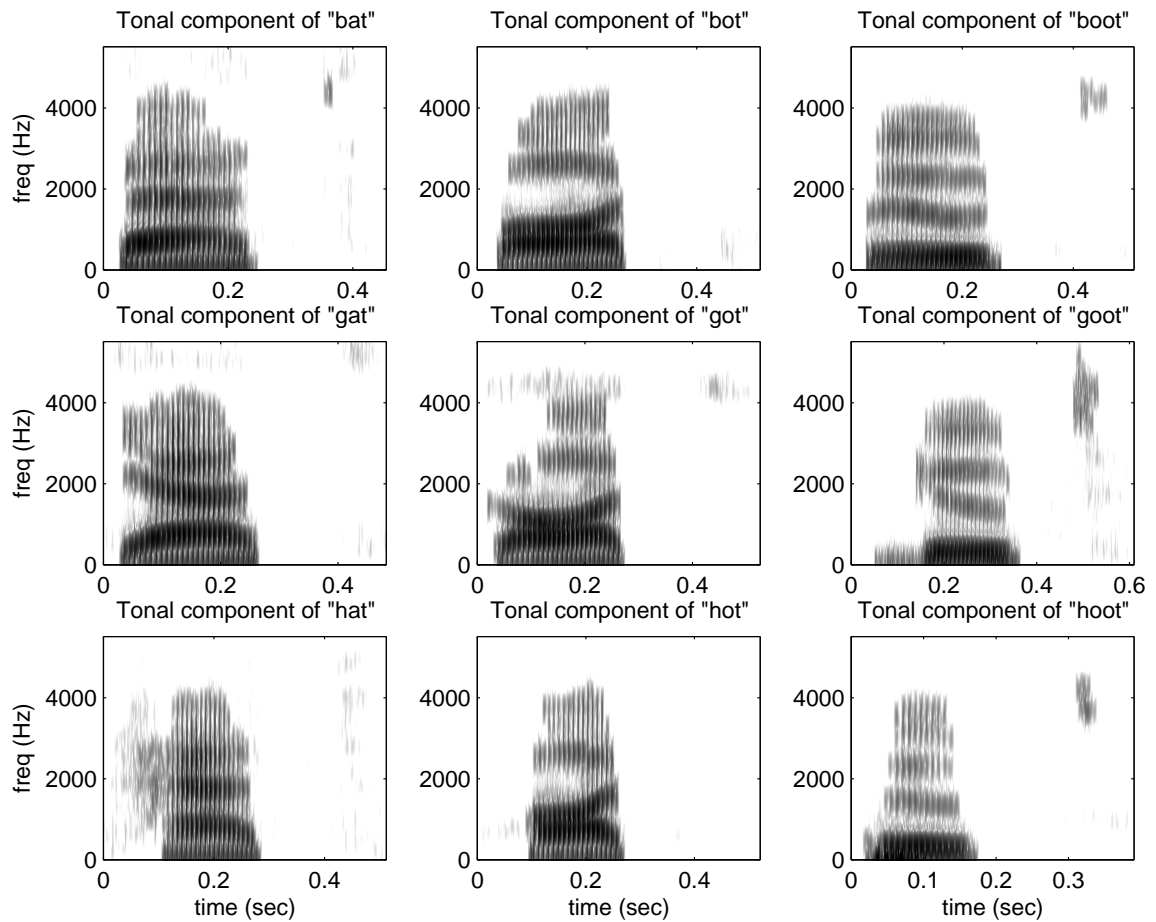 Tonal component of "bat"
Tonal component of "bot"
Tonal component of "boot"
freq (Hz)
4000
2000
0
0 0.2 0.4
4000
2000
0
0 0.2 0.4
4000
2000
0
0 0.2 0.4
Tonal component of "gat"
Tonal component of "got"
Tonal component of "goot"
freq (Hz)
4000
2000
0
0 0.2 0.4
4000
2000
0
0 0.2 0.4
4000
2000
0
0 0.2 0.4 0.6
Tonal component of "hat"
Tonal component of "hot"
Tonal component of "hoot"
freq (Hz)
4000
2000
0
0 0.2 0.4
time (sec)
4000
2000
0
0 0.2 0.4
time (sec)
4000
2000
0
0 0.1 0.2 0.3
time (sec)